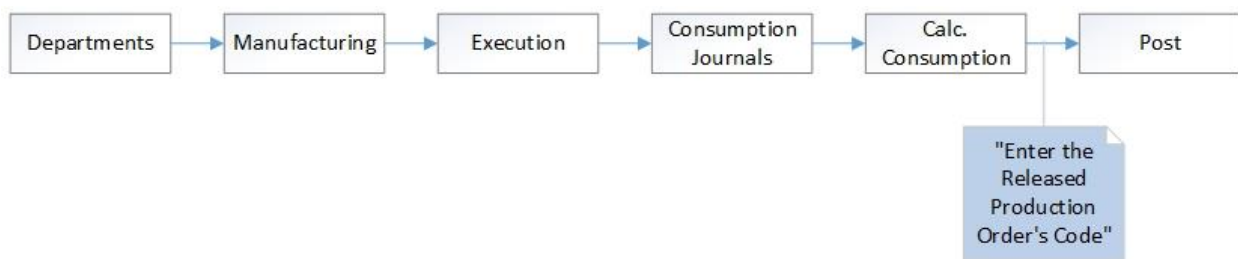 Departments
Manufacturing
Execution
Consumption
Journals
Calc.
Consumption
Post
"Enter the
Released
Production
Order's Code"